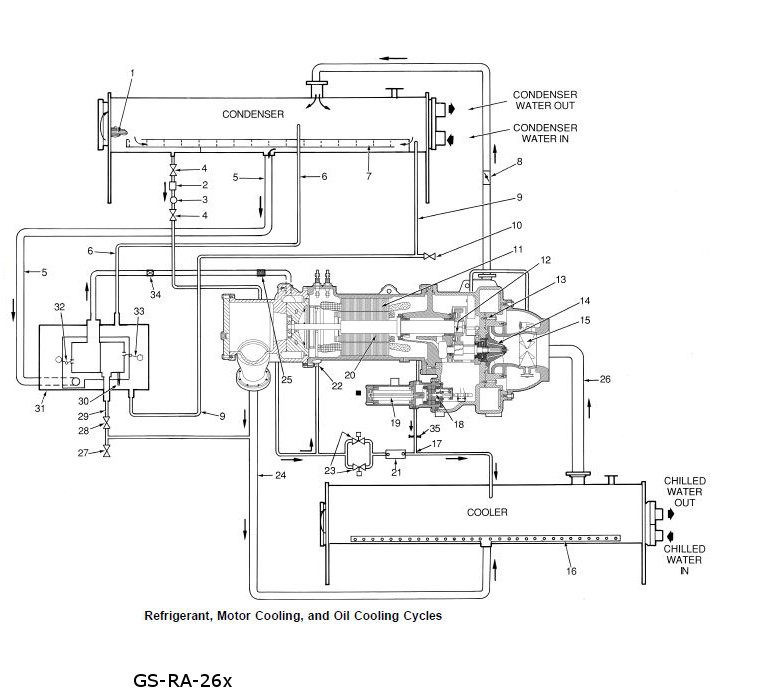 1
CONDENSER
CONDENSER
WATER OUT
CONDENSER
WATER IN
4
2
3
4
5
6
7
8
9
10
5
6
11
12
13
14
15
32
33
34
25
22
20
26
31
30
29
28
27
9
19
18
35
17
23
21
24
CHILLED
WATER
OUT
COOLER
CHILLED
WATER
IN
16
Refrigerant, Motor Cooling, and Oil Cooling Cycles
GS-RA-26x